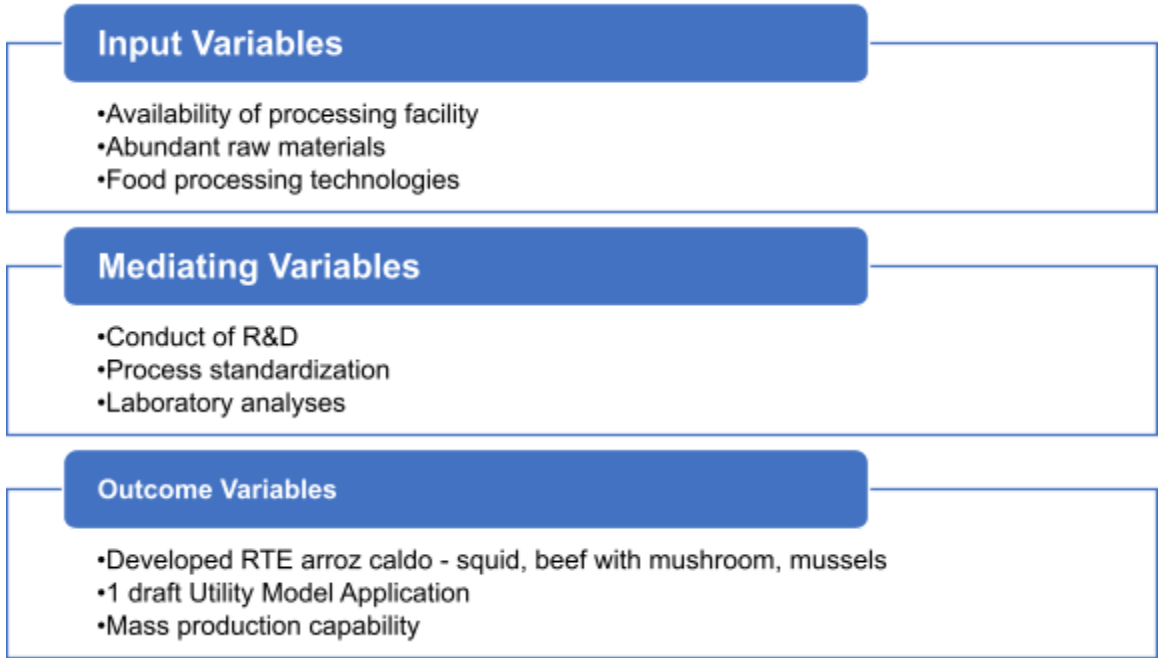 Input Variables
•Availability of processing facility
•Abundant raw materials
•Food processing technologies
Mediating Variables
•Conduct of R&D
•Process standardization
•Laboratory analyses
Outcome Variables
•Developed RTE arroz caldo - squid, beef with mushroom, mussels
•1 draft Utility Model Application
•Mass production capability